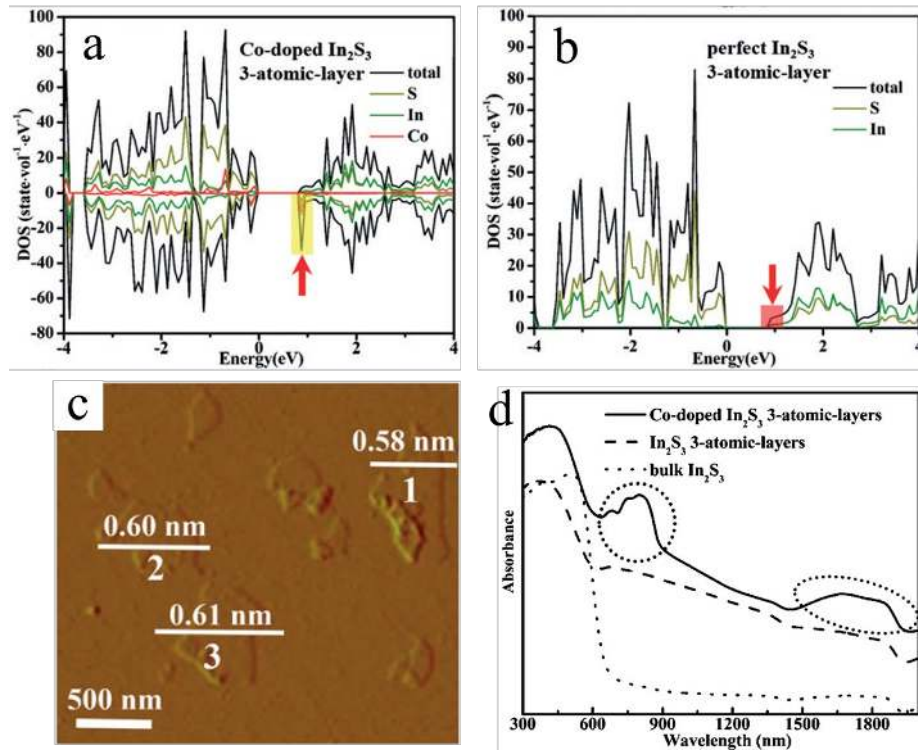 a
Co-doped In₂S₃
3-atomic-layer
total
S
In
Co
DOS (state·vol⁻¹·eV⁻¹)
100
80
60
40
20
0
-20
-40
-60
-80
-4
-2
0
2
4
Energy(eV)
b
perfect In₂S₃
3-atomic-layer
total
S
In
DOS (state·vol⁻¹·eV⁻¹)
100
90
80
70
60
50
40
30
20
10
0
-4
-2
0
2
4
Energy(eV)
c
0.58 nm
1
0.60 nm
2
0.61 nm
3
500 nm
d
Co-doped In₂S₃ 3-atomic-layers
In₂S₃ 3-atomic-layers
bulk In₂S₃
Absorbance
300
600
900
1200
1500
1800
Wavelength (nm)